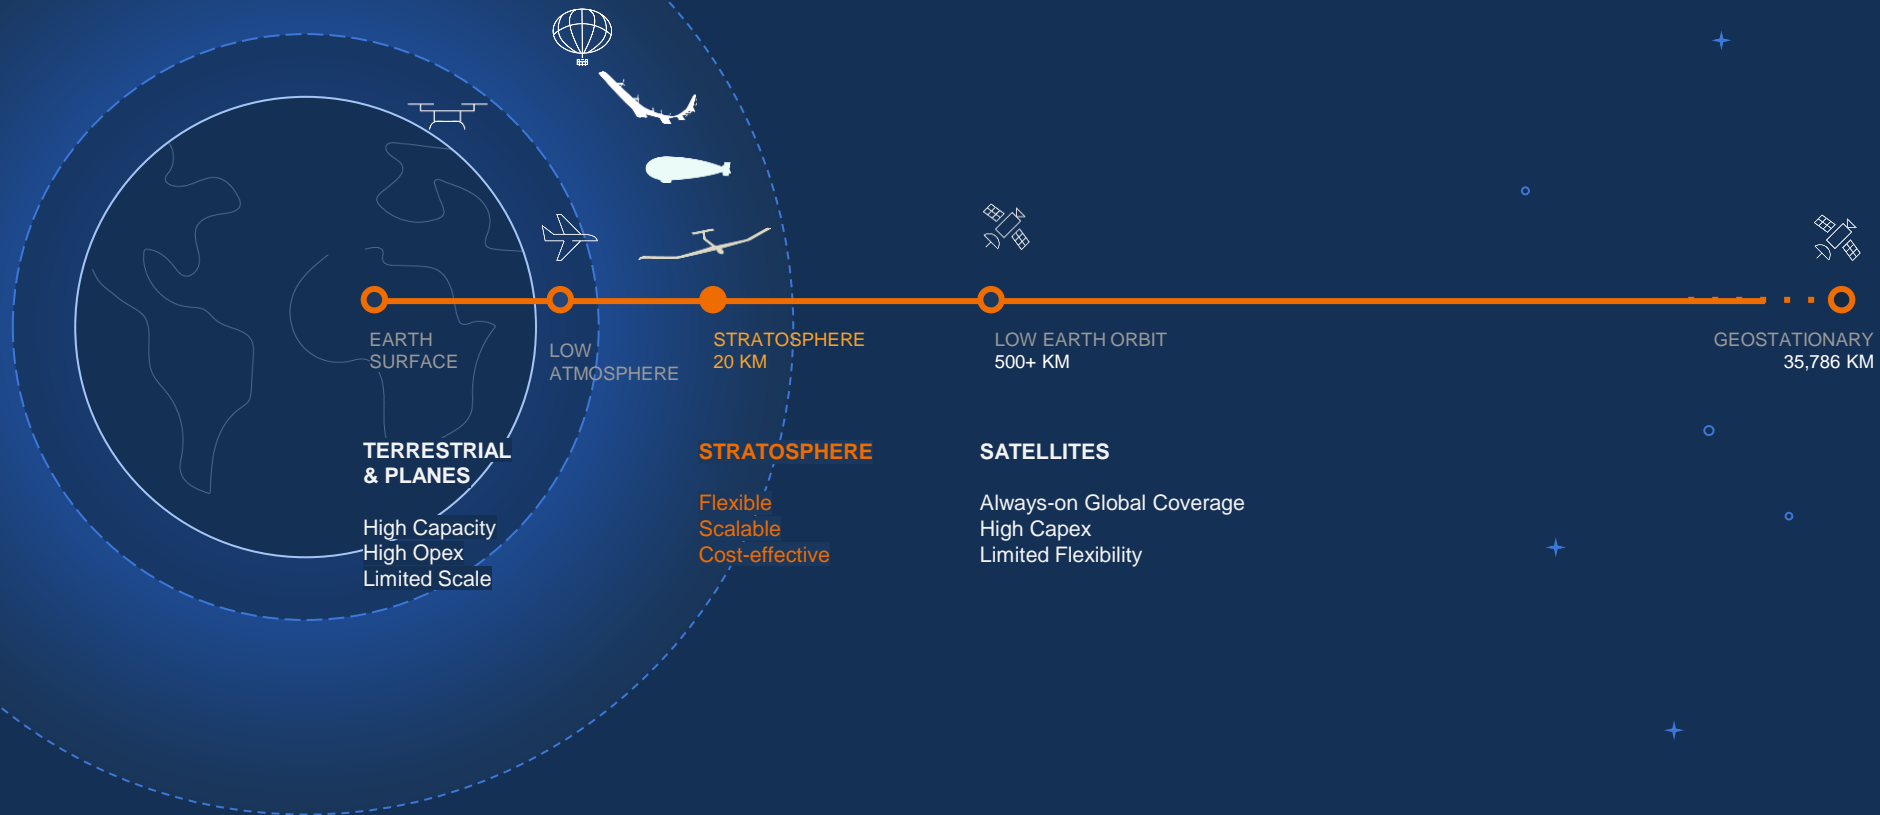 EARTH
SURFACE
LOW
ATMOSPHERE
STRATOSPHERE
20 KM
LOW EARTH ORBIT
500+ KM
GEOSTATIONARY
35,786 KM
TERRESTRIAL
& PLANES
High Capacity
High Opex
Limited Scale
STRATOSPHERE
Flexible
Scalable
Cost-effective
SATELLITES
Always-on Global Coverage
High Capex
Limited Flexibility